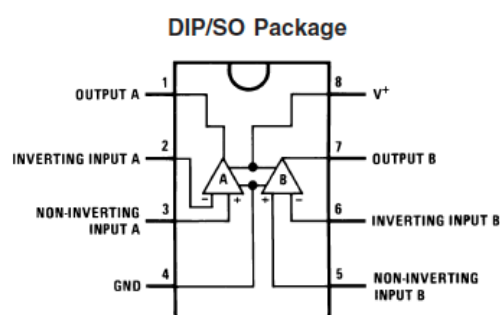 DIP/SO Package
1
OUTPUT A
8
V+
2
INVERTING INPUT A
7
OUTPUT B
A
B
- +
+ -
3
NON-INVERTING
INPUT A
6
INVERTING INPUT B
4
GND
5
NON-INVERTING
INPUT B